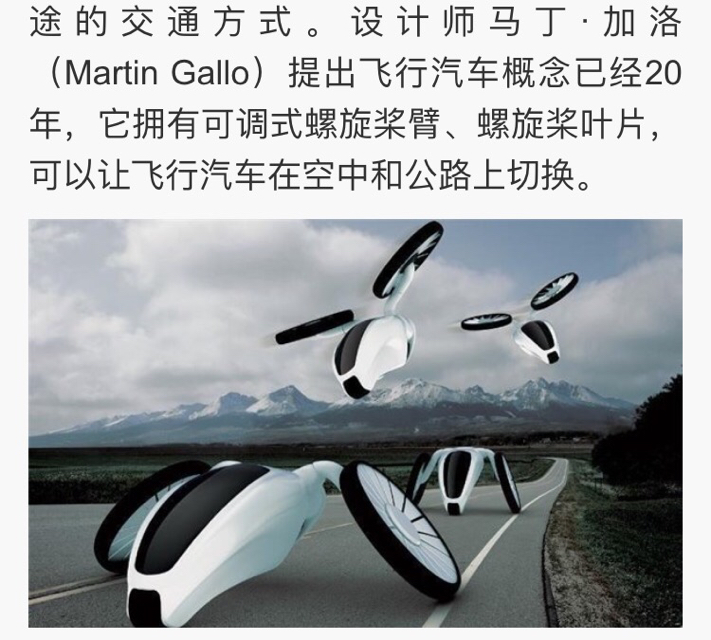 途的交通方式。设计师马丁·加洛
（Martin Gallo）提出飞行汽车概念已经20
年，它拥有可调式螺旋桨臂、螺旋桨叶片，
可以让飞行汽车在空中和公路上切换。